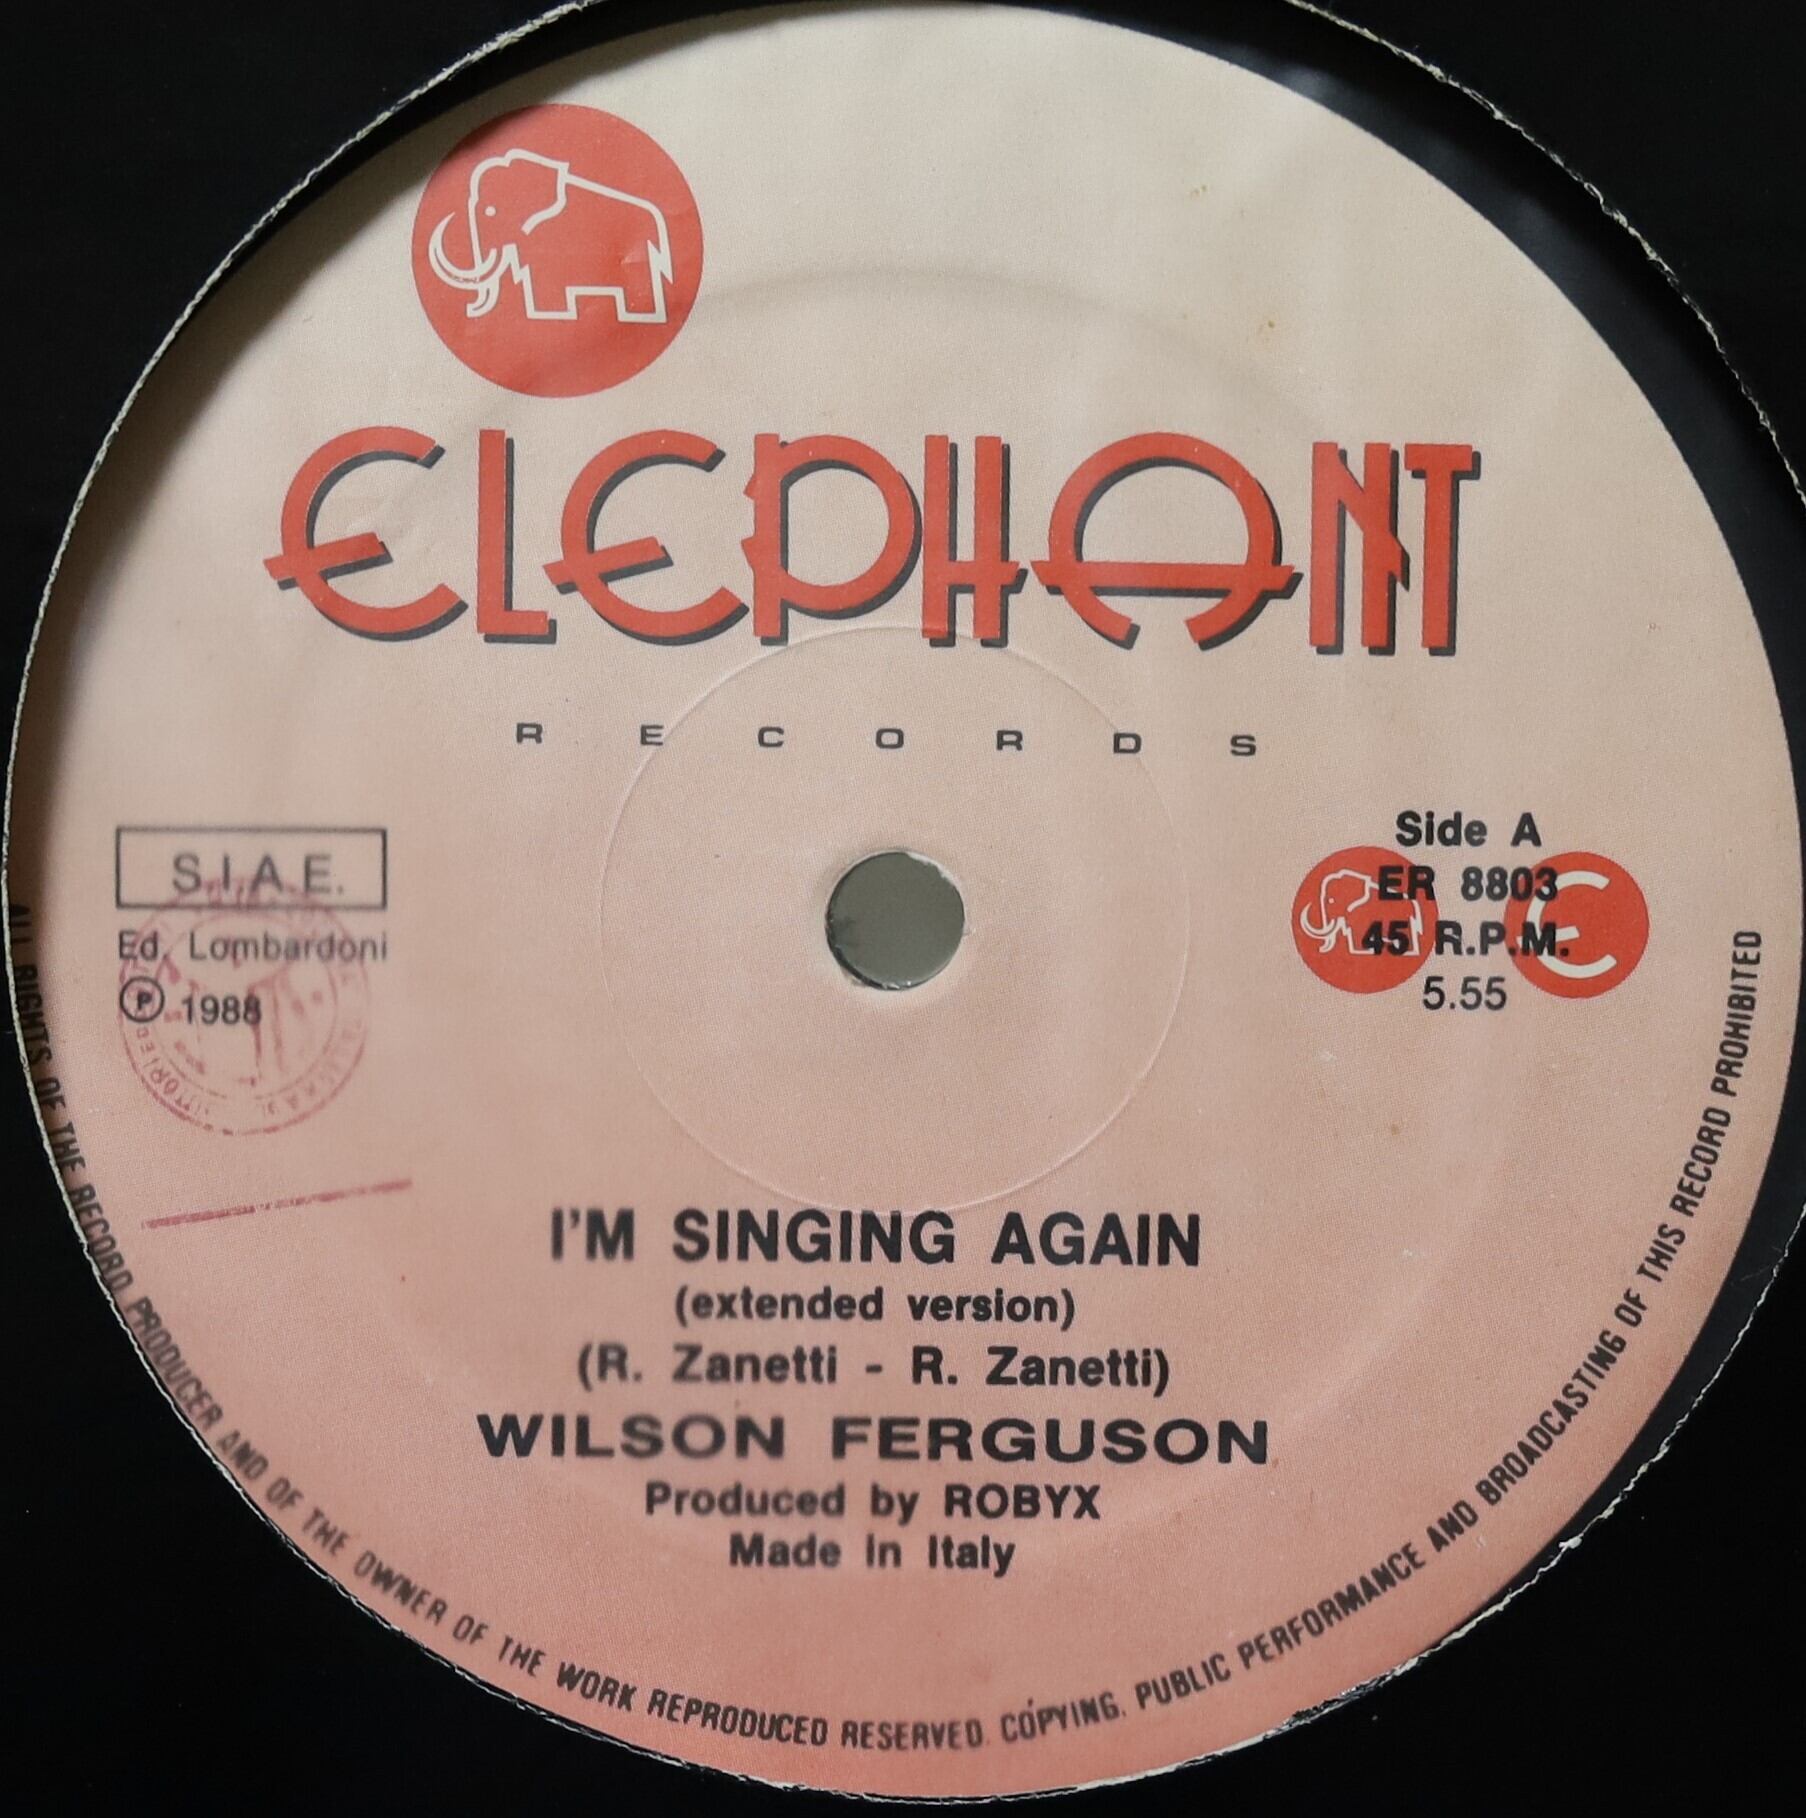 ELEPHANT
RECORDS
S.I.A.E.
Ed. Lombardoni
℗ 1988
Side A
ER 8803
45 R.P.M.
5.55
I'M SINGING AGAIN
(extended version)
(R. Zanetti - R. Zanetti)
WILSON FERGUSON
Produced by ROBYX
Made in Italy
ALL RIGHTS OF THE RECORD PRODUCER AND OF THE OWNER OF THE WORK REPRODUCED RESERVED. COPYING, PUBLIC PERFORMANCE AND BROADCASTING OF THIS RECORD PROHIBITED